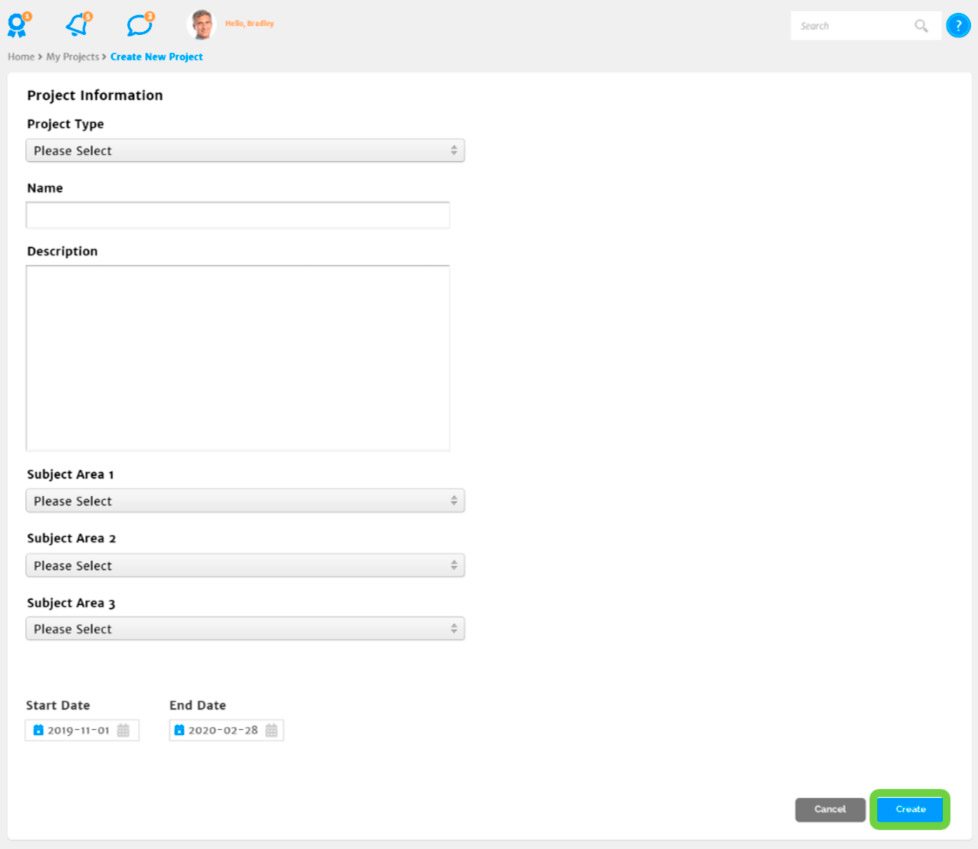 5 5 3 Hello, Bradley Search ?
Home > My Projects > Create New Project
Project Information
Project Type
Please Select
Name
Description
Subject Area 1
Please Select
Subject Area 2
Please Select
Subject Area 3
Please Select
Start Date End Date
2019-11-01 2020-02-28
Cancel Create